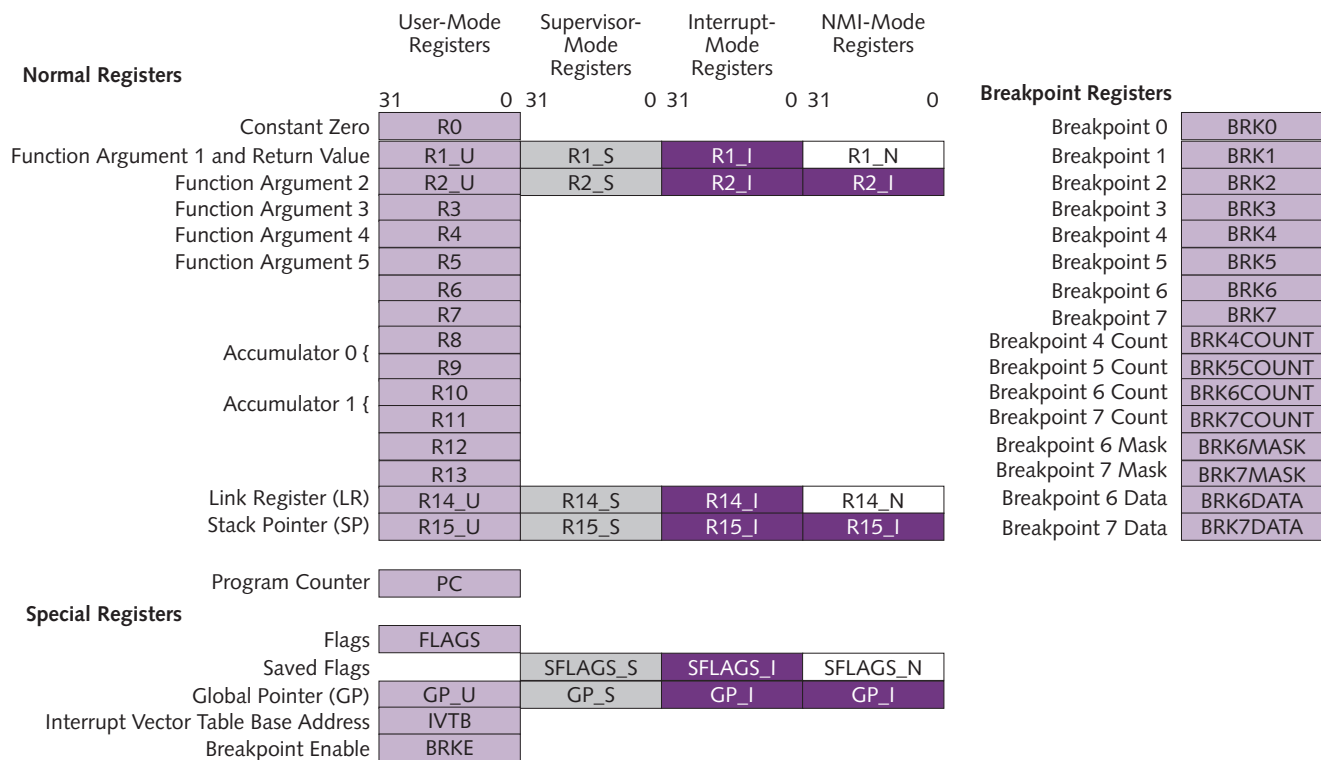 User-Mode Registers
Supervisor-Mode Registers
Interrupt-Mode Registers
NMI-Mode Registers
Normal Registers
31 0 31 0 31 0 31 0
Constant Zero R0
Function Argument 1 and Return Value R1_U R1_S R1_I R1_N
Function Argument 2 R2_U R2_S R2_I R2_I
Function Argument 3 R3
Function Argument 4 R4
Function Argument 5 R5
R6
R7
Accumulator 0 {
R8
R9
Accumulator 1 {
R10
R11
R12
R13
Link Register (LR) R14_U R14_S R14_I R14_N
Stack Pointer (SP) R15_U R15_S R15_I R15_I
Program Counter PC
Special Registers
Flags FLAGS
Saved Flags SFLAGS_S SFLAGS_I SFLAGS_N
Global Pointer (GP) GP_U GP_S GP_I GP_I
Interrupt Vector Table Base Address IVTB
Breakpoint Enable BRKE
Breakpoint Registers
Breakpoint 0 BRK0
Breakpoint 1 BRK1
Breakpoint 2 BRK2
Breakpoint 3 BRK3
Breakpoint 4 BRK4
Breakpoint 5 BRK5
Breakpoint 6 BRK6
Breakpoint 7 BRK7
Breakpoint 4 Count BRK4COUNT
Breakpoint 5 Count BRK5COUNT
Breakpoint 6 Count BRK6COUNT
Breakpoint 7 Count BRK7COUNT
Breakpoint 6 Mask BRK6MASK
Breakpoint 7 Mask BRK7MASK
Breakpoint 6 Data BRK6DATA
Breakpoint 7 Data BRK7DATA